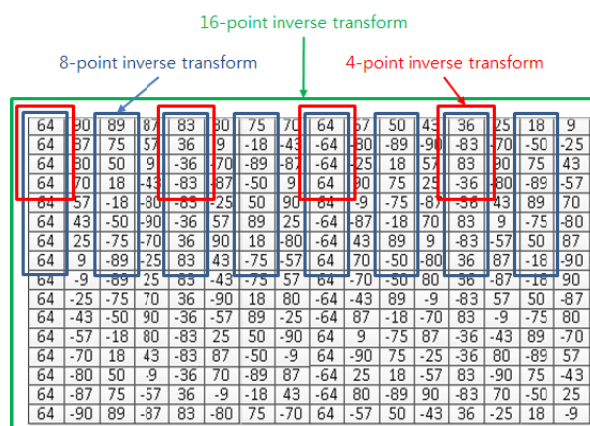 16-point inverse transform
8-point inverse transform 4-point inverse transform
64 90 89 87 83 80 75 70 64 57 50 43 36 25 18 9
64 87 75 57 36 9 -18 -43 -64 -80 -89 -90 -83 -70 -50 -25
64 80 50 9 -36 -70 -89 -87 -64 -25 18 57 83 90 75 43
64 70 18 -43 -83 -87 -50 9 64 90 75 25 -36 -80 -89 -57
64 57 -18 -80 -83 -25 50 90 64 -9 -75 -87 -36 43 89 70
64 43 -50 -90 -36 57 89 25 -64 -87 -18 70 83 9 -75 -80
64 25 -75 -70 36 90 18 -80 -64 43 89 9 -83 -57 50 87
64 9 -89 -25 83 43 -75 -57 64 70 -50 -80 36 87 -18 -90
64 -9 -89 25 83 -43 -75 57 64 -70 -50 80 36 -87 -18 90
64 -25 -75 70 36 -90 18 80 -64 -43 89 -9 -83 57 50 -87
64 -43 -50 90 -36 -57 89 -25 -64 87 -18 -70 83 -9 -75 80
64 -57 -18 80 -83 25 50 -90 64 9 -75 87 -36 -43 89 -70
64 -70 18 43 -83 87 -50 -9 64 -90 75 -25 -36 80 -89 57
64 -80 50 -9 -36 70 -89 87 -64 25 18 -57 83 -90 75 -43
64 -87 75 -57 36 -9 -18 43 -64 80 -89 90 -83 70 -50 25
64 -90 89 -87 83 -80 75 -70 64 -57 50 -43 36 -25 18 -9